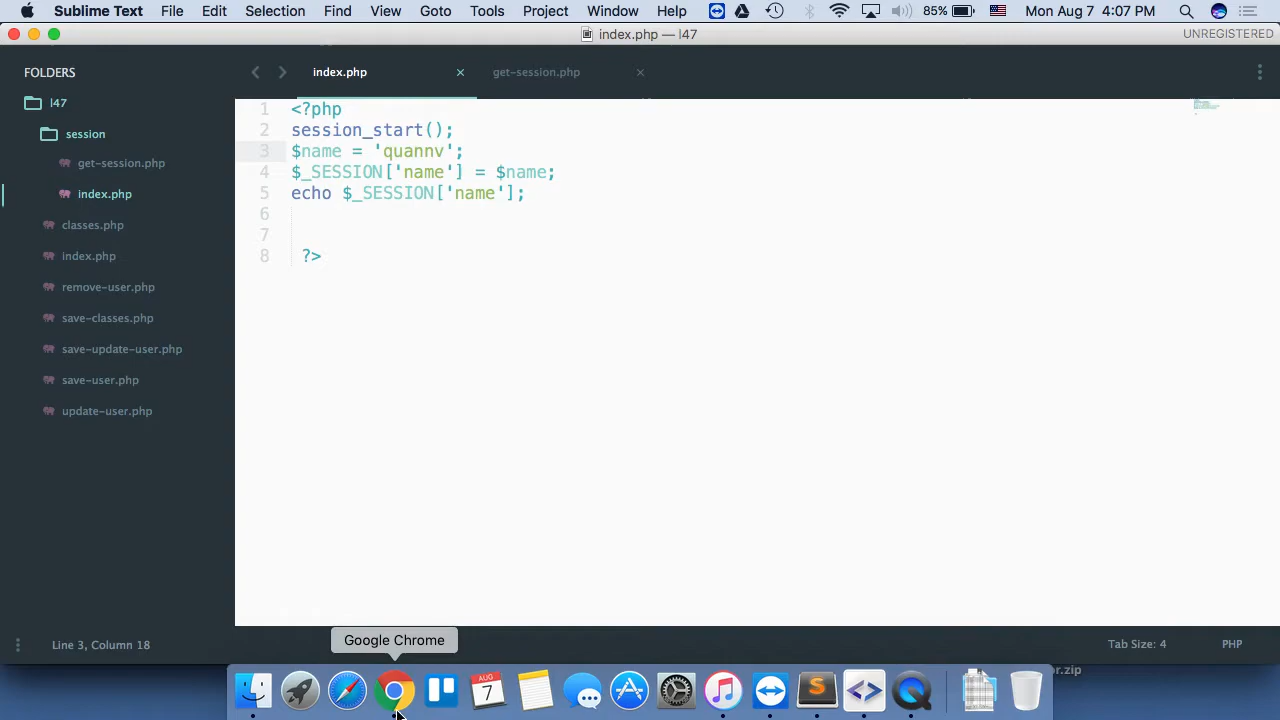 Sublime Text File Edit Selection Find View Goto Tools Project Window Help 85% Mon Aug 7 4:07 PM
index.php — l47 UNREGISTERED
FOLDERS
l47
session
get-session.php
index.php
classes.php
index.php
remove-user.php
save-classes.php
save-update-user.php
save-user.php
update-user.php
index.php get-session.php
1 <?php
2 session_start();
3 $name = 'quannv';
4 $_SESSION['name'] = $name;
5 echo $_SESSION['name'];
6
7
8 ?>
Line 3, Column 18 Tab Size: 4 PHP
Google Chrome
or.zip
AUG
7